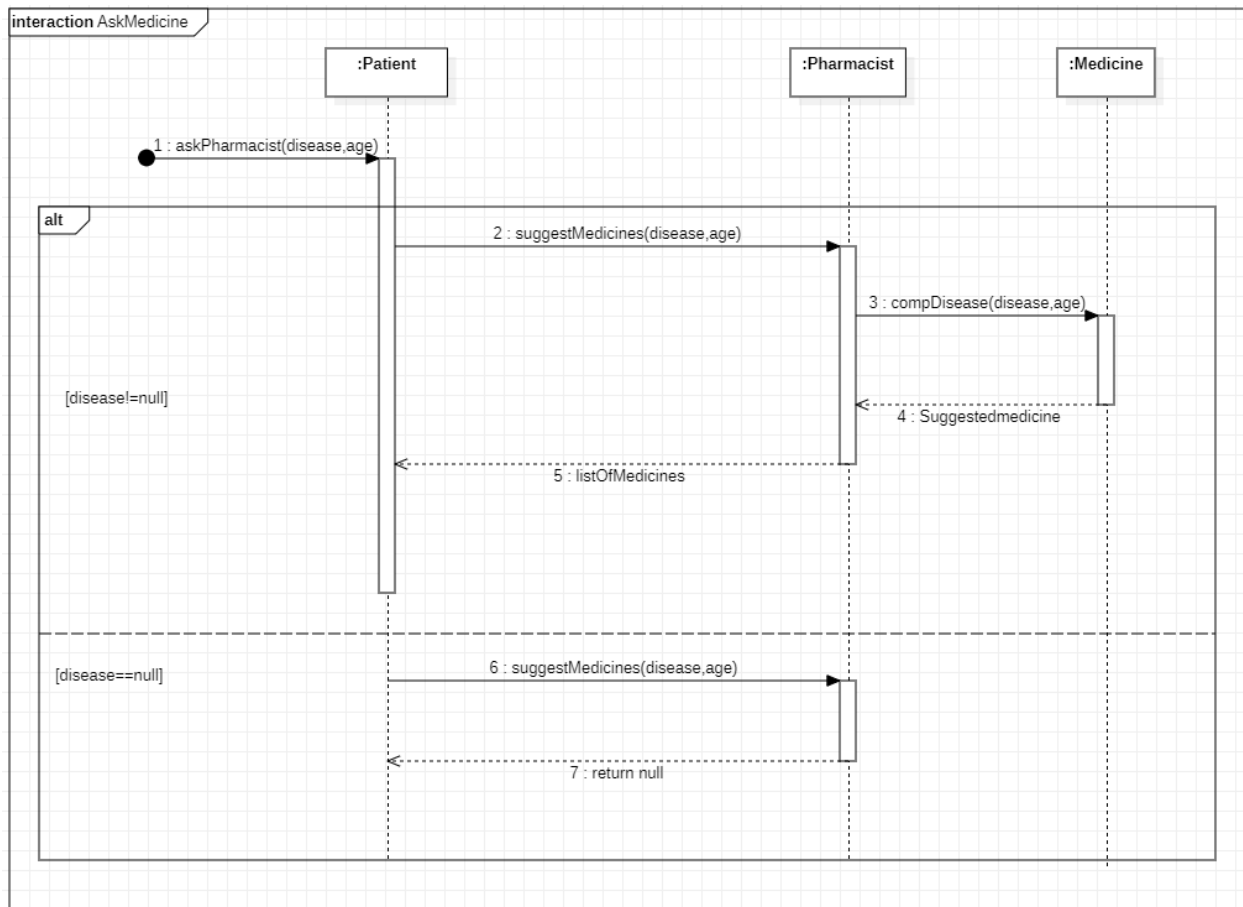 interaction AskMedicine
:Patient
:Pharmacist
:Medicine
1 : askPharmacist(disease,age)
alt
2 : suggestMedicines(disease,age)
3 : compDisease(disease,age)
[disease!=null]
4 : Suggestedmedicine
5 : listOfMedicines
6 : suggestMedicines(disease,age)
[disease==null]
7 : return null